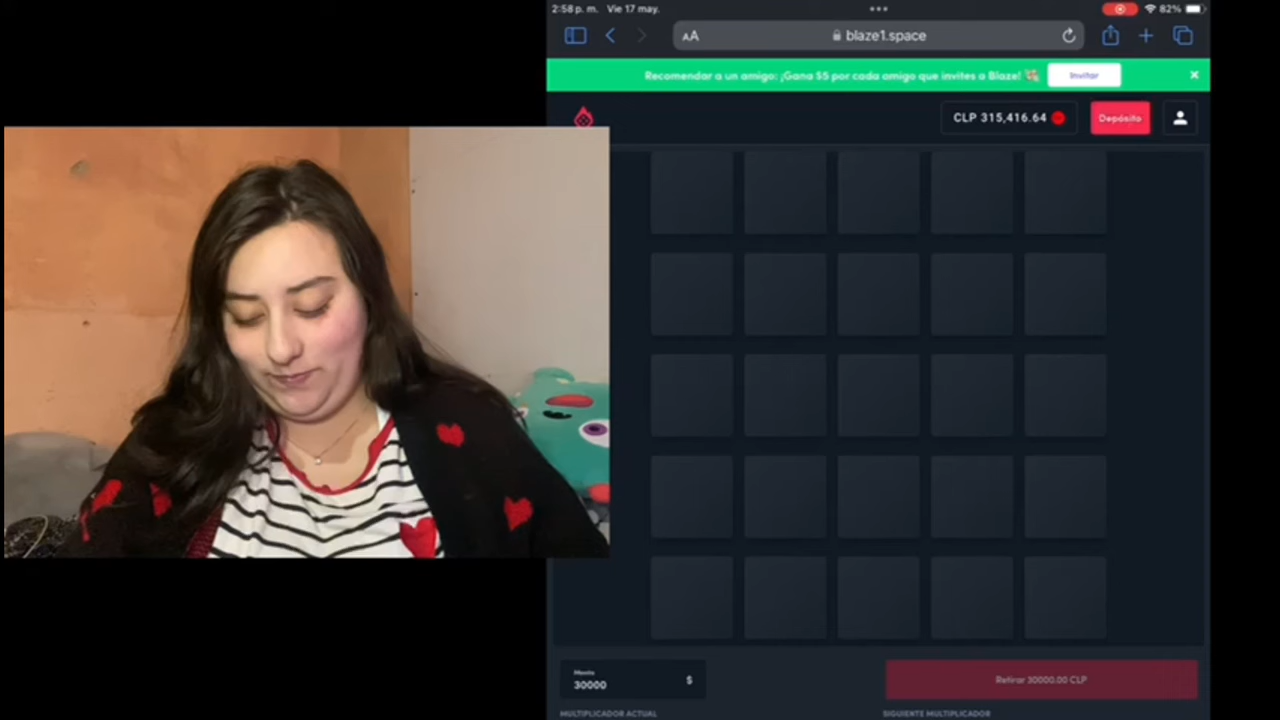 2:58 p. m. Vie 17 may.
82%
AA
blaze1.space
Recomendar a un amigo: ¡Gana $5 por cada amigo que invites a Blaze!
Invitar
CLP 315,416.64
Depósito
Monto
30000
$
Retirar 30000.00 CLP
MULTIPLICADOR ACTUAL
SIGUIENTE MULTIPLICADOR